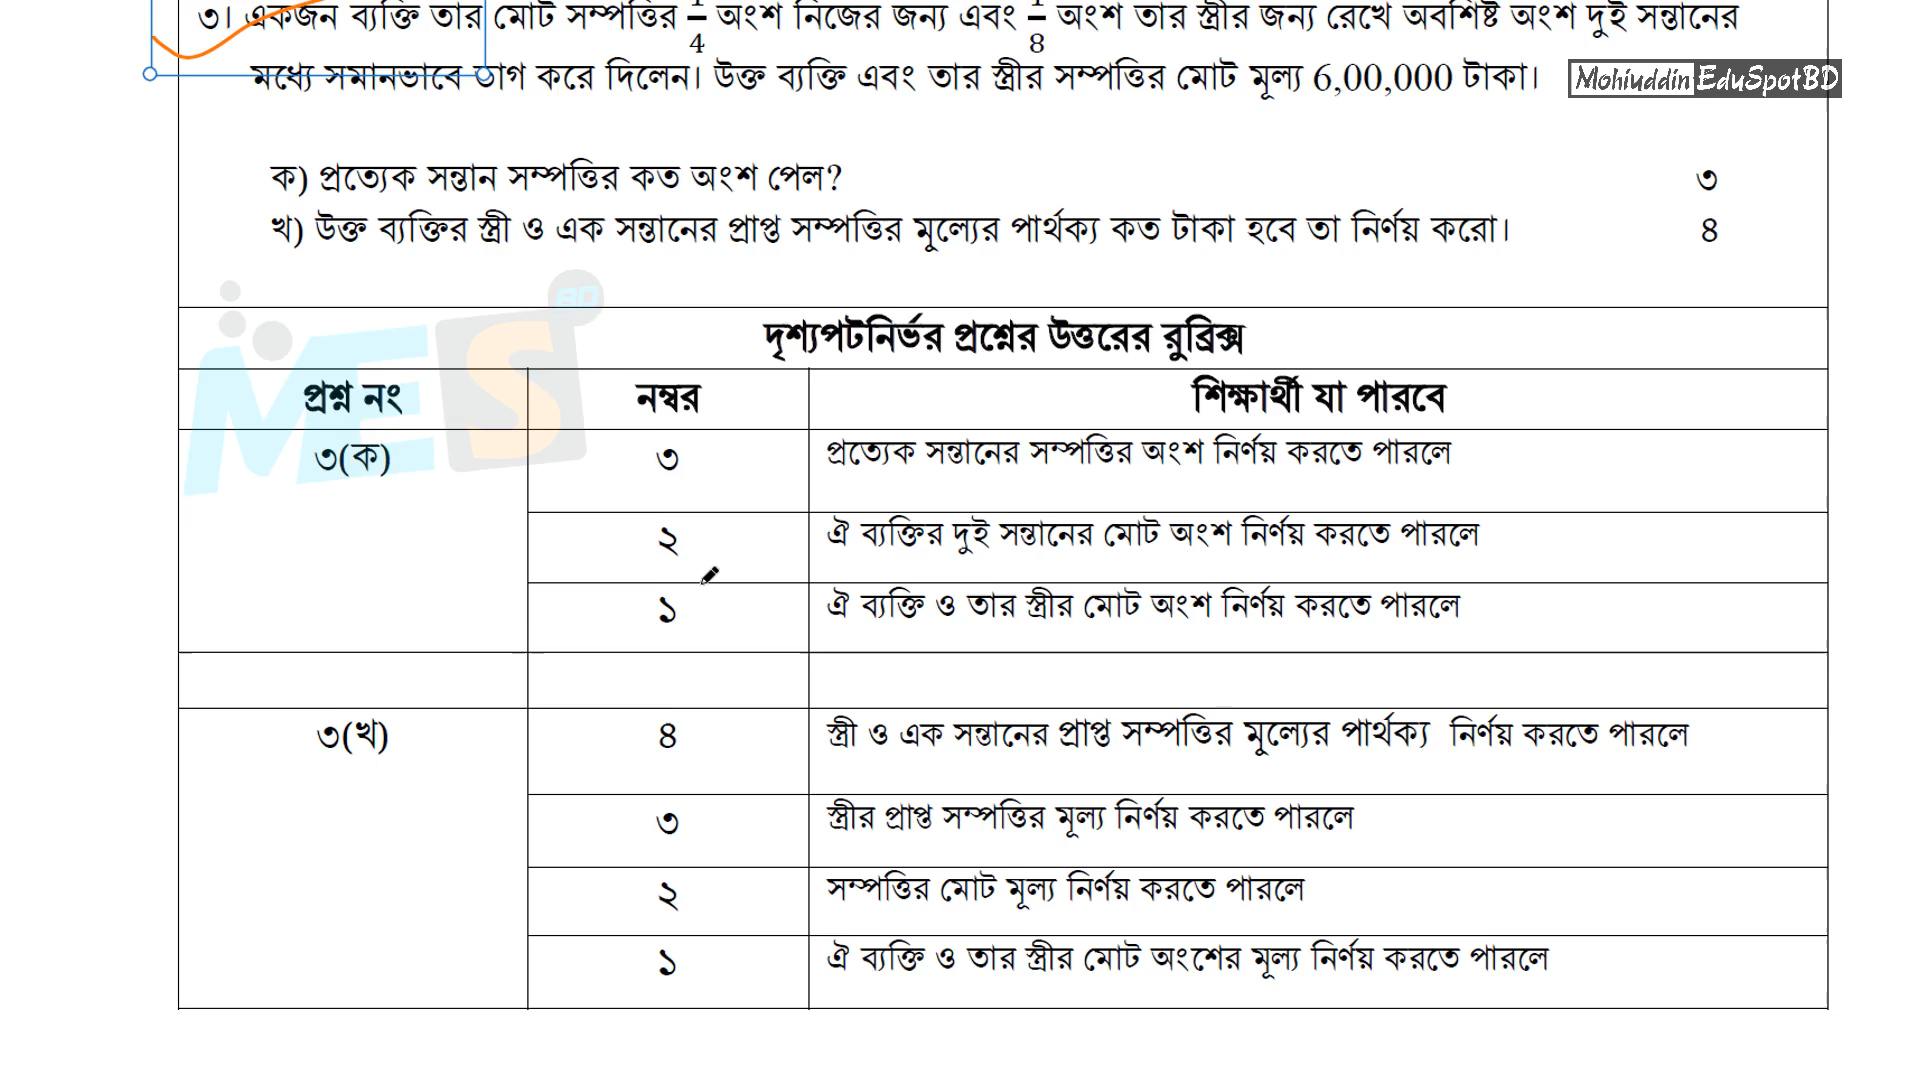 ৩। একজন ব্যক্তি তার মোট সম্পত্তির 1/4 অংশ নিজের জন্য এবং 1/8 অংশ তার স্ত্রীর জন্য রেখে অবশিষ্ট অংশ দুই সন্তানের
মধ্যে সমানভাবে ভাগ করে দিলেন। উক্ত ব্যক্তি এবং তার স্ত্রীর সম্পত্তির মোট মূল্য 6,00,000 টাকা।
Mohiuddin EduSpotBD
ক) প্রত্যেক সন্তান সম্পত্তির কত অংশ পেল? ৩
খ) উক্ত ব্যক্তির স্ত্রী ও এক সন্তানের প্রাপ্ত সম্পত্তির মুল্যের পার্থক্য কত টাকা হবে তা নির্ণয় করো। ৪
MES BD
দৃশ্যপটনির্ভর প্রশ্নের উত্তরের রুব্রিক্স
প্রশ্ন নং নম্বর শিক্ষার্থী যা পারবে
৩(ক) ৩ প্রত্যেক সন্তানের সম্পত্তির অংশ নির্ণয় করতে পারলে
২ ঐ ব্যক্তির দুই সন্তানের মোট অংশ নির্ণয় করতে পারলে
১ ঐ ব্যক্তি ও তার স্ত্রীর মোট অংশ নির্ণয় করতে পারলে
৩(খ) ৪ স্ত্রী ও এক সন্তানের প্রাপ্ত সম্পত্তির মুল্যের পার্থক্য নির্ণয় করতে পারলে
৩ স্ত্রীর প্রাপ্ত সম্পত্তির মূল্য নির্ণয় করতে পারলে
২ সম্পত্তির মোট মূল্য নির্ণয় করতে পারলে
১ ঐ ব্যক্তি ও তার স্ত্রীর মোট অংশের মূল্য নির্ণয় করতে পারলে